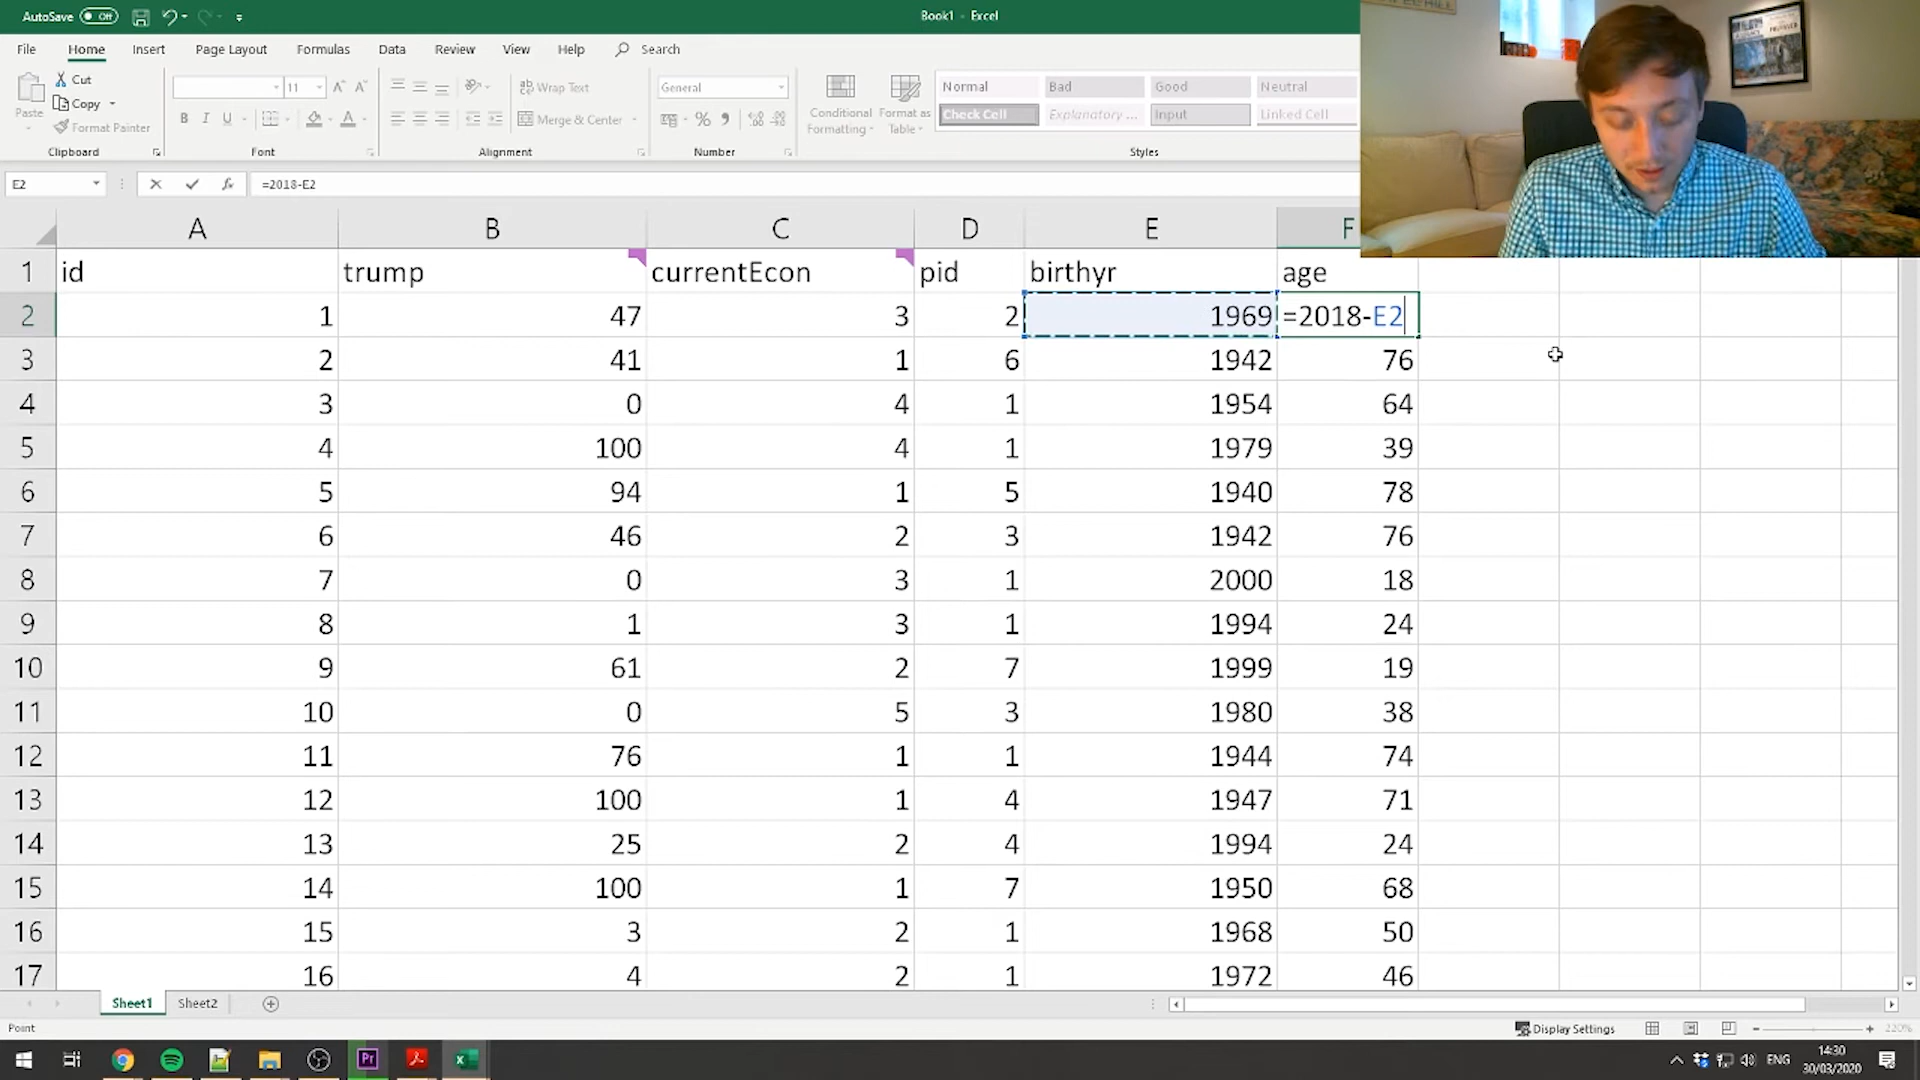 AutoSave Off Book1 - Excel
File Home Insert Page Layout Formulas Data Review View Help Search
Paste Cut Copy Format Painter
11
Wrap Text
Merge & Center
General
Conditional Formatting
Format as Table
Normal Bad Good Neutral
Check Cell Explanatory ... Input Linked Cell
Clipboard Font Alignment Number Styles
E2 =2018-E2
A B C D E F
1 id trump currentEcon pid birthyr age
2 1 47 3 2 1969 =2018-E2
3 2 41 1 6 1942 76
4 3 0 4 1 1954 64
5 4 100 4 1 1979 39
6 5 94 1 5 1940 78
7 6 46 2 3 1942 76
8 7 0 3 1 2000 18
9 8 1 3 1 1994 24
10 9 61 2 7 1999 19
11 10 0 5 3 1980 38
12 11 76 1 1 1944 74
13 12 100 1 4 1947 71
14 13 25 2 4 1994 24
15 14 100 1 7 1950 68
16 15 3 2 1 1968 50
17 16 4 2 1 1972 46
Sheet1 Sheet2
Point Display Settings 220%
Pr ENG 14:30
30/03/2020